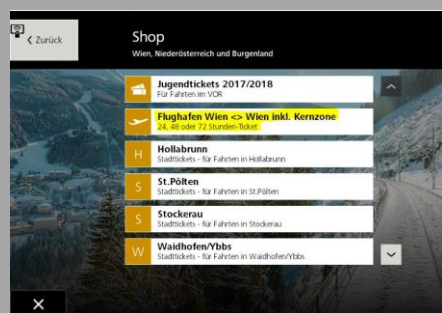 Zurück
Shop
Wien, Niederösterreich und Burgenland
Jugendtickets 2017/2018
Für Fahrten im VOR
Flughafen Wien <> Wien inkl. Kernzone
24, 48 oder 72 Stunden-Ticket
H
Hollabrunn
Stadttickets - für Fahrten in Hollabrunn
S
St.Pölten
Stadttickets - für Fahrten in St.Pölten
S
Stockerau
Stadttickets - für Fahrten in Stockerau
W
Waidhofen/Ybbs
Stadttickets - für Fahrten in Waidhofen/Ybbs